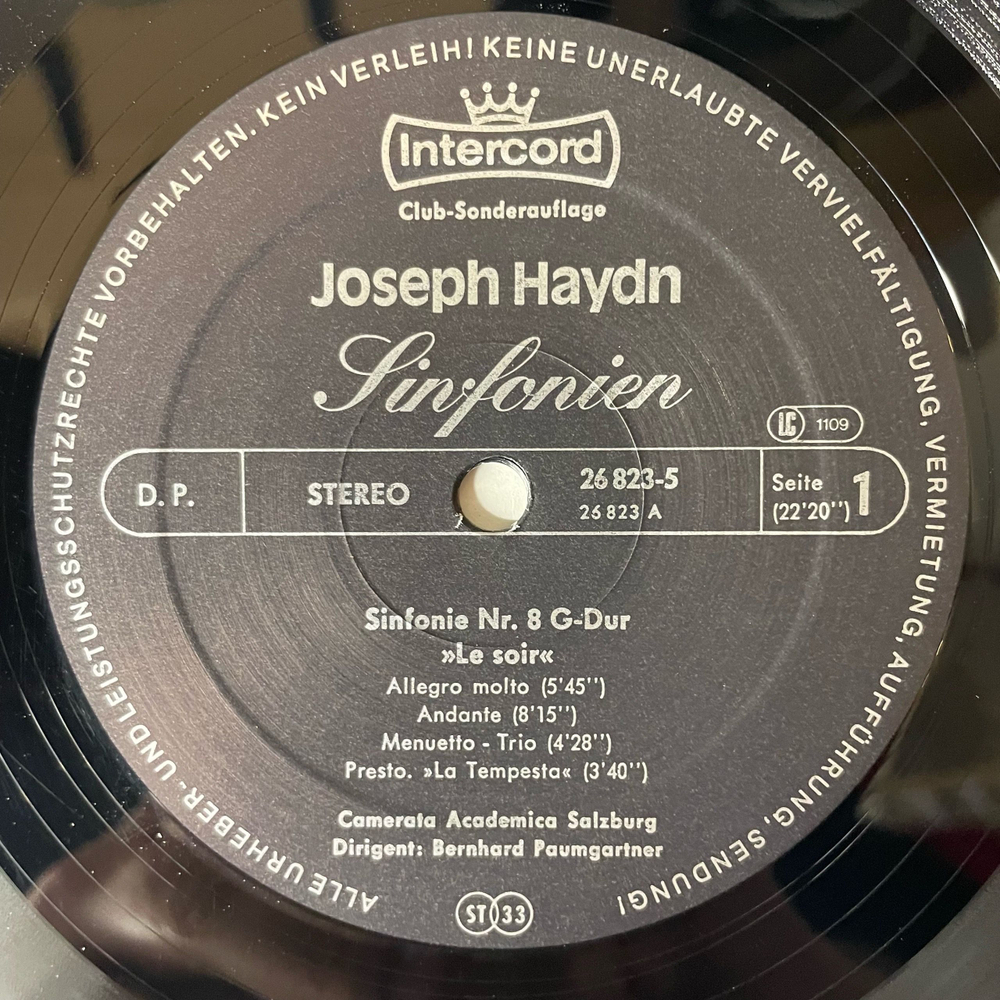 ALLE URHEBER- UND LEISTUNGSSCHUTZRECHTE VORBEHALTEN. KEIN VERLEIH! KEINE UNERLAUBTE VERVIELFÄLTIGUNG, VERMIETUNG, AUFFÜHRUNG, SENDUNG!
Intercord
Club-Sonderauflage
Joseph Haydn
Sinfonien
LC 1109
D. P. STEREO 26 823-5 Seite 1
26 823 A (22'20'')
Sinfonie Nr. 8 G-Dur
»Le soir«
Allegro molto (5'45'')
Andante (8'15'')
Menuetto - Trio (4'28'')
Presto. »La Tempesta« (3'40'')
Camerata Academica Salzburg
Dirigent: Bernhard Paumgartner
ST 33